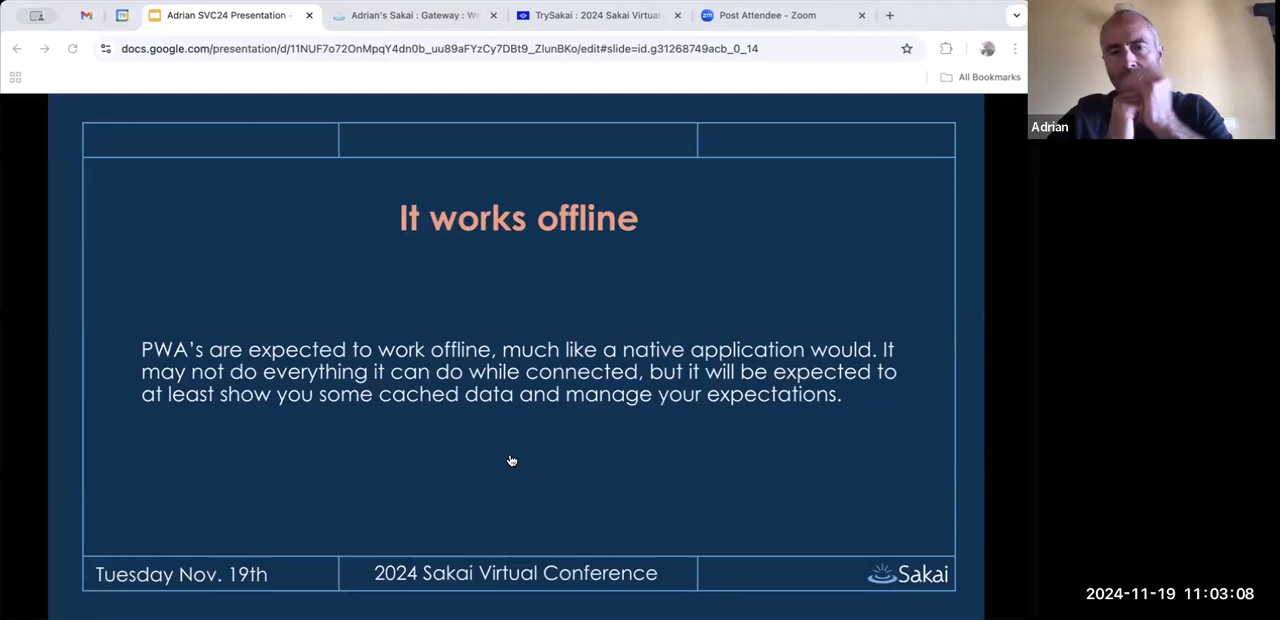 Adrian SVC24 Presentation -
Adrian's Sakai : Gateway : We
TrySakai : 2024 Sakai Virtual
zm
Post Attendee - Zoom
docs.google.com/presentation/d/11NUF7o72OnMpqY4dn0b_uu89aFYzCy7DBt9_ZlunBKo/edit#slide=id.g31268749acb_0_14
All Bookmarks
Adrian
It works offline
PWA's are expected to work offline, much like a native application would. It
may not do everything it can do while connected, but it will be expected to
at least show you some cached data and manage your expectations.
Tuesday Nov. 19th
2024 Sakai Virtual Conference
Sakai
2024-11-19 11:03:08